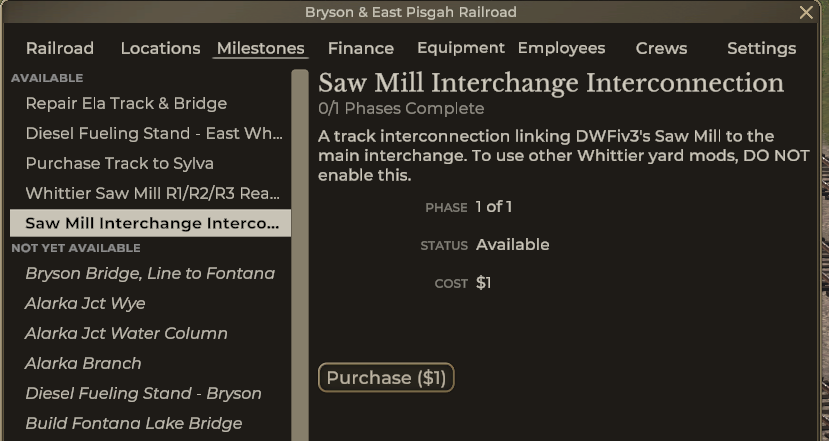 Bryson & East Pisgah Railroad
Railroad Locations Milestones Finance Equipment Employees Crews Settings
AVAILABLE
Repair Ela Track & Bridge
Diesel Fueling Stand - East Wh...
Purchase Track to Sylva
Whittier Saw Mill R1/R2/R3 Rea...
Saw Mill Interchange Interco...
NOT YET AVAILABLE
Bryson Bridge, Line to Fontana
Alarka Jct Wye
Alarka Jct Water Column
Alarka Branch
Diesel Fueling Stand - Bryson
Build Fontana Lake Bridge
Saw Mill Interchange Interconnection
0/1 Phases Complete
A track interconnection linking DWFiv3's Saw Mill to the
main interchange. To use other Whittier yard mods, DO NOT
enable this.
PHASE 1 of 1
STATUS Available
COST $1
Purchase ($1)